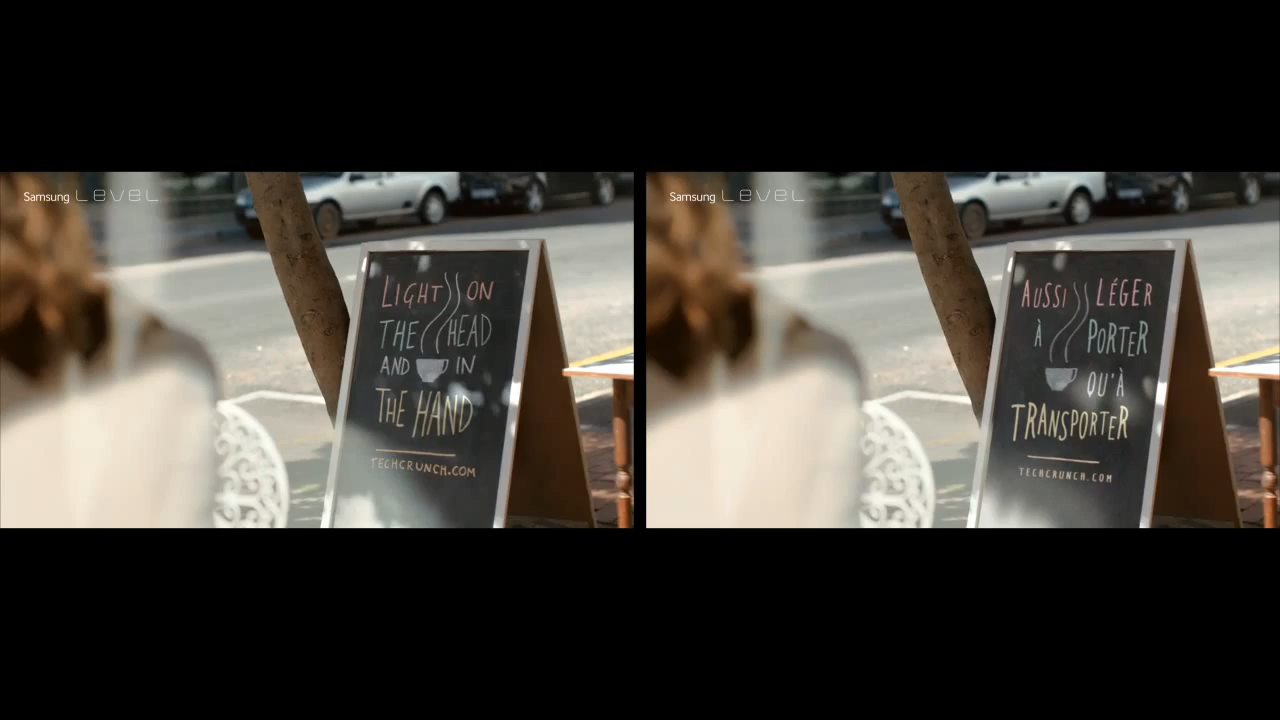 Samsung LEVEL
LIGHT ON
THE HEAD
AND IN
THE HAND
TECHCRUNCH.COM
Samsung LEVEL
AUSSI LÉGER
À PORTER
QU'À
TRANSPORTER
TECHCRUNCH.COM